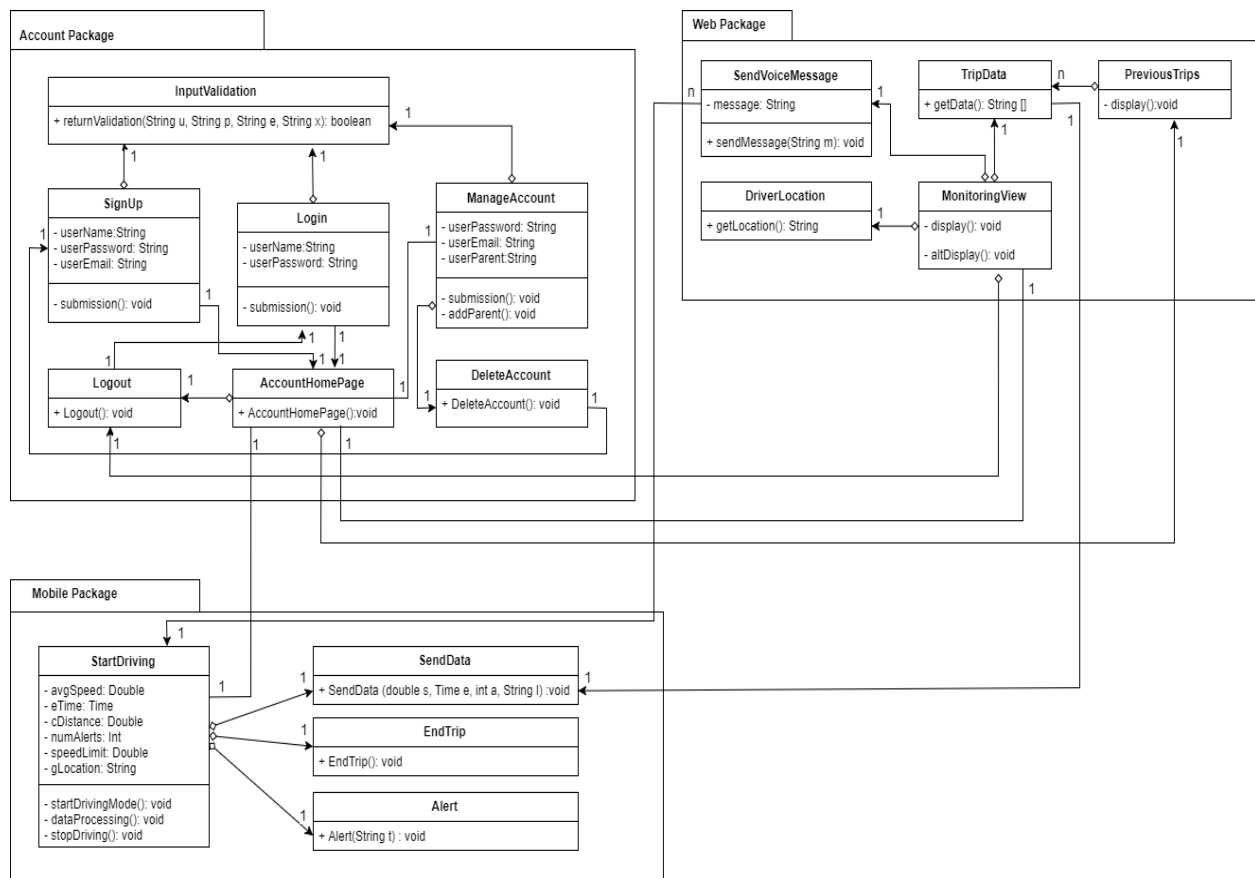 Account Package
InputValidation
+ returnValidation(String u, String p, String e, String x): boolean
1
1
1
SignUp
- userName:String
- userPassword: String
- userEmail: String
- submission(): void
1
1
Login
- userName:String
- userPassword: String
- submission(): void
1
1
1
1
ManageAccount
- userPassword: String
- userEmail: String
- userParent:String
- submission(): void
- addParent(): void
1
Logout
+ Logout(): void
1
1
1
1
AccountHomePage
+ AccountHomePage():void
1
1
1
DeleteAccount
+ DeleteAccount(): void
1
1
Web Package
SendVoiceMessage
- message: String
+ sendMessage(String m): void
n
1
TripData
+ getData(): String []
n
1
1
PreviousTrips
- display():void
1
DriverLocation
+ getLocation(): String
1
MonitoringView
- display(): void
- altDisplay(): void
1
Mobile Package
1
StartDriving
- avgSpeed: Double
- eTime: Time
- cDistance: Double
- numAlerts: Int
- speedLimit: Double
- gLocation: String
- startDrivingMode(): void
- dataProcessing(): void
- stopDriving(): void
1
1
SendData
+ SendData (double s, Time e, int a, String l) :void
1
1
EndTrip
+ EndTrip(): void
1
Alert
+ Alert(String t) : void